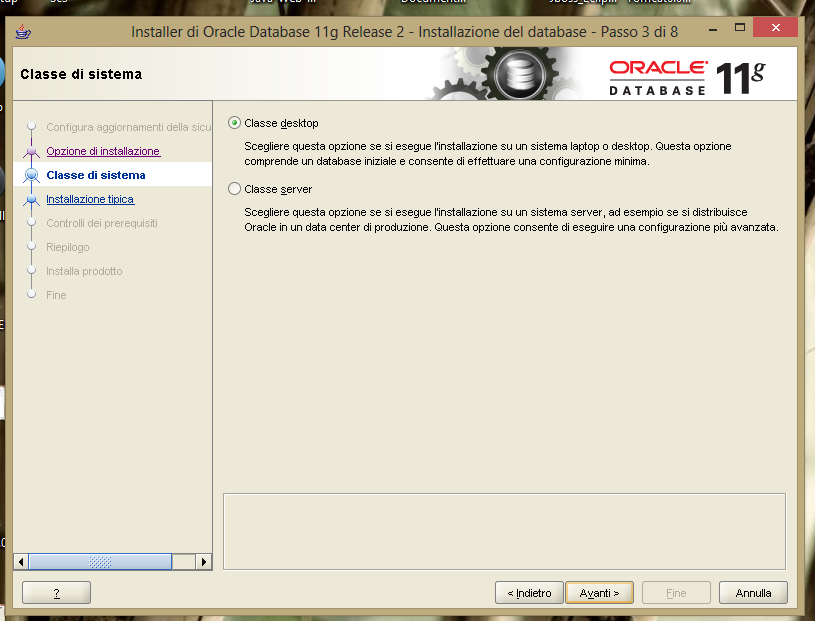 Installer di Oracle Database 11g Release 2 - Installazione del database - Passo 3 di 8
Classe di sistema
ORACLE
DATABASE 11g
Configura aggiornamenti della sicu
Opzione di installazione
Classe di sistema
Installazione tipica
Controlli dei prerequisiti
Riepilogo
Installa prodotto
Fine
Classe desktop
Scegliere questa opzione se si esegue l'installazione su un sistema laptop o desktop. Questa opzione
comprende un database iniziale e consente di effettuare una configurazione minima.
Classe server
Scegliere questa opzione se si esegue l'installazione su un sistema server, ad esempio se si distribuisce
Oracle in un data center di produzione. Questa opzione consente di eseguire una configurazione più avanzata.
?
< Indietro
Avanti >
Fine
Annulla